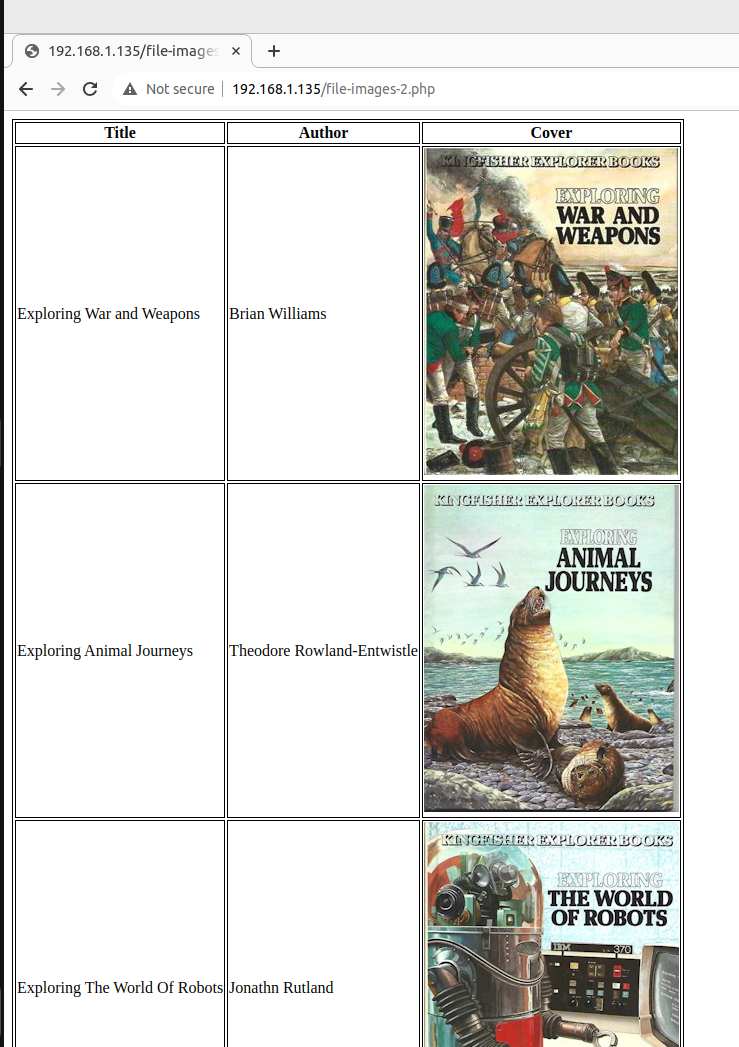 192.168.1.135/file-images
Not secure
192.168.1.135/file-images-2.php
Title Author Cover
Exploring War and Weapons
Brian Williams
KINGFISHER EXPLORER BOOKS
EXPLORING
WAR AND
WEAPONS
Exploring Animal Journeys
Theodore Rowland-Entwistle
KINGFISHER EXPLORER BOOKS
EXPLORING
ANIMAL
JOURNEYS
Exploring The World Of Robots
Jonathn Rutland
KINGFISHER EXPLORER BOOKS
EXPLORING
THE WORLD
OF ROBOTS
IBM 370